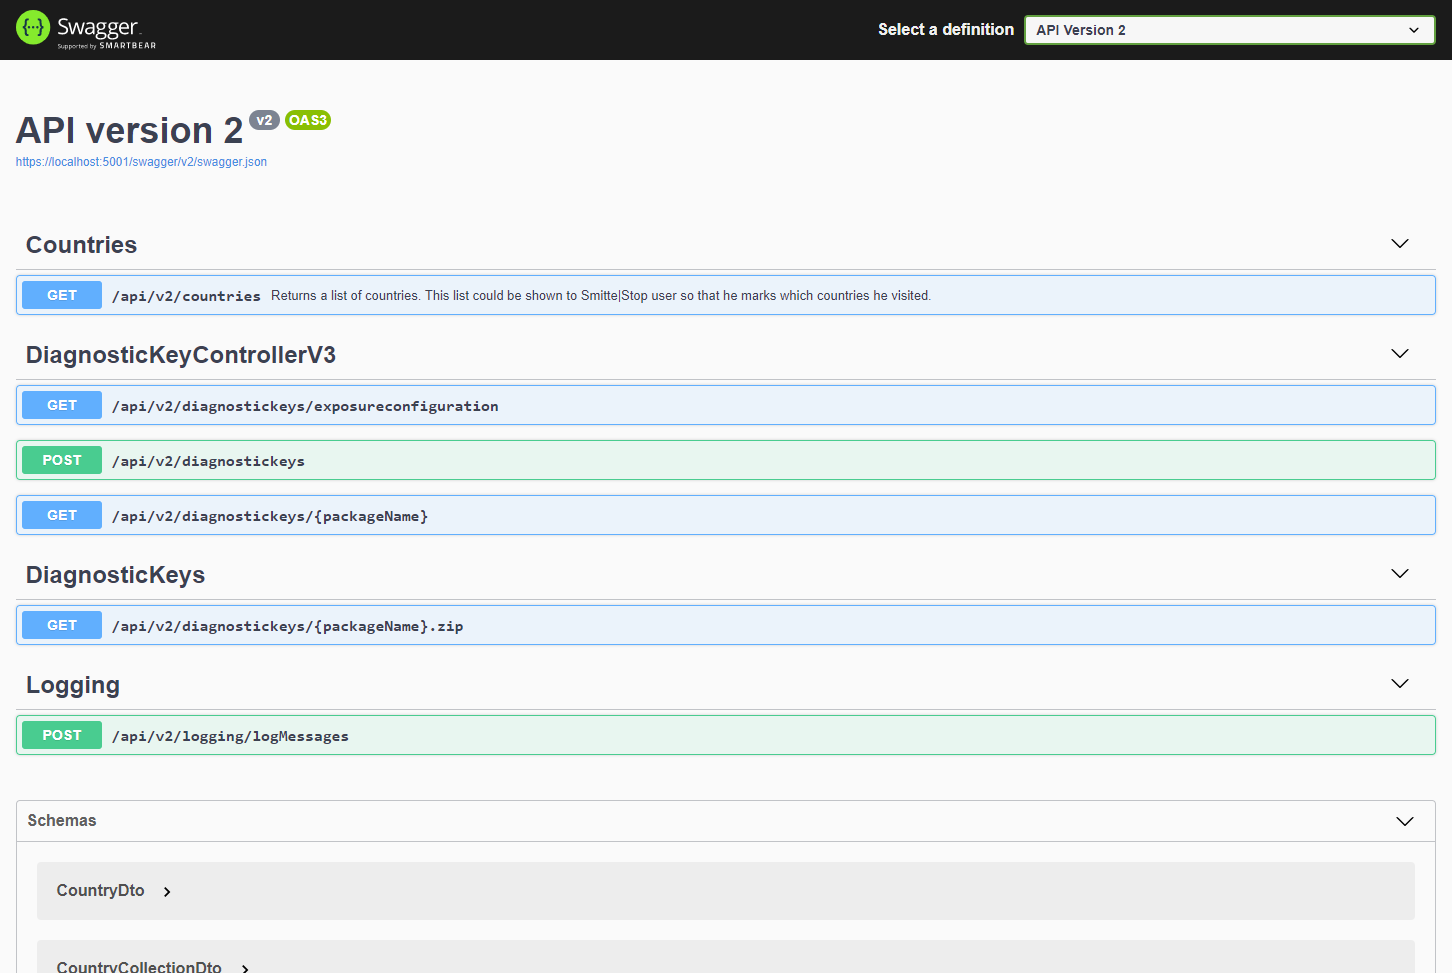 Swagger
Supported by SMARTBEAR
Select a definition
API Version 2
API version 2 v2 OAS3
https://localhost:5001/swagger/v2/swagger.json
Countries
GET /api/v2/countries Returns a list of countries. This list could be shown to Smitte|Stop user so that he marks which countries he visited.
DiagnosticKeyControllerV3
GET /api/v2/diagnostickeys/exposureconfiguration
POST /api/v2/diagnostickeys
GET /api/v2/diagnostickeys/{packageName}
DiagnosticKeys
GET /api/v2/diagnostickeys/{packageName}.zip
Logging
POST /api/v2/logging/logMessages
Schemas
CountryDto
CountryCollectionDto